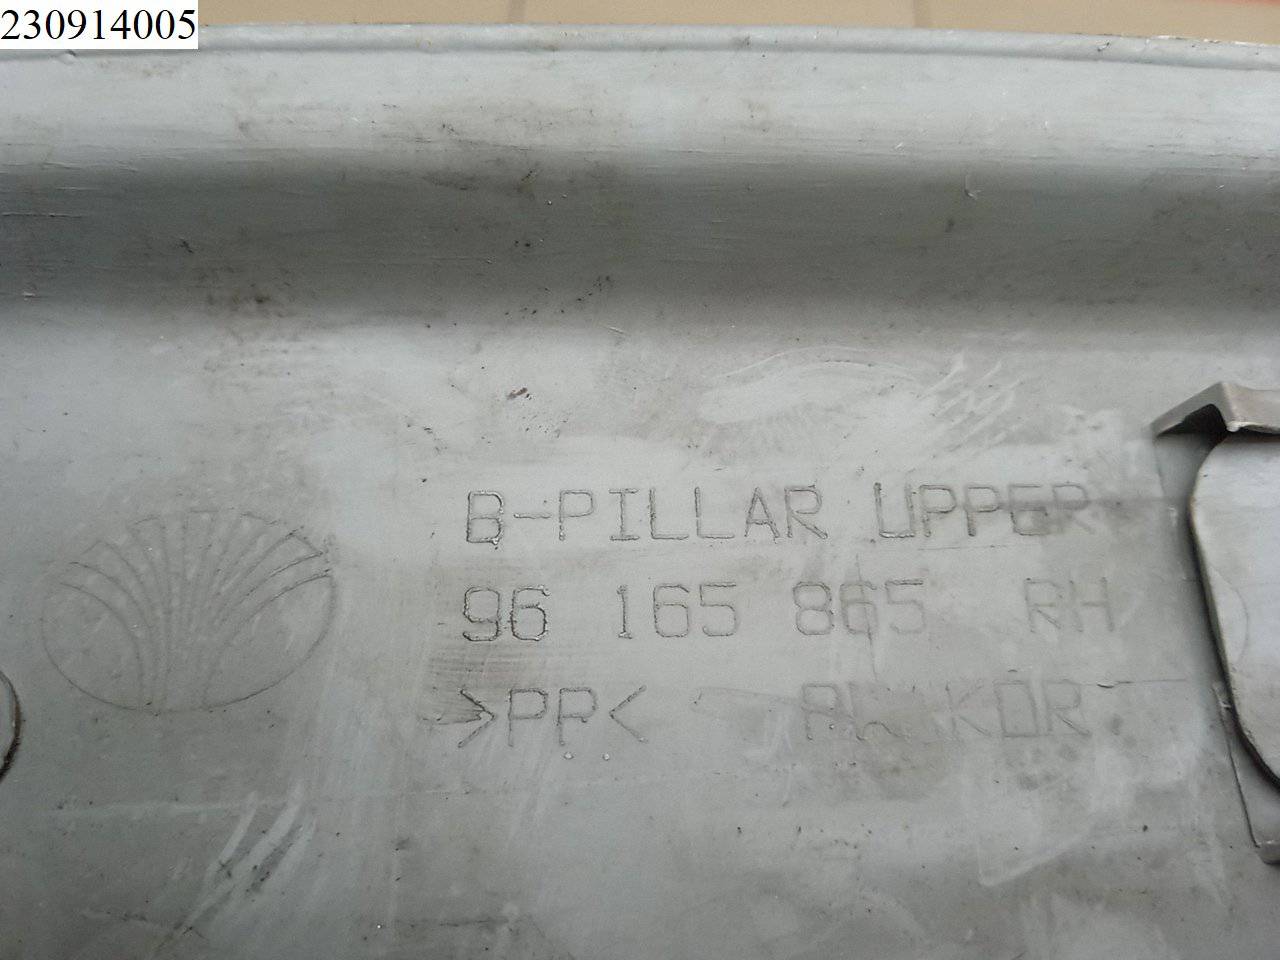 230914005
B-PILLAR UPPER
96 165 865 RH
>PP<